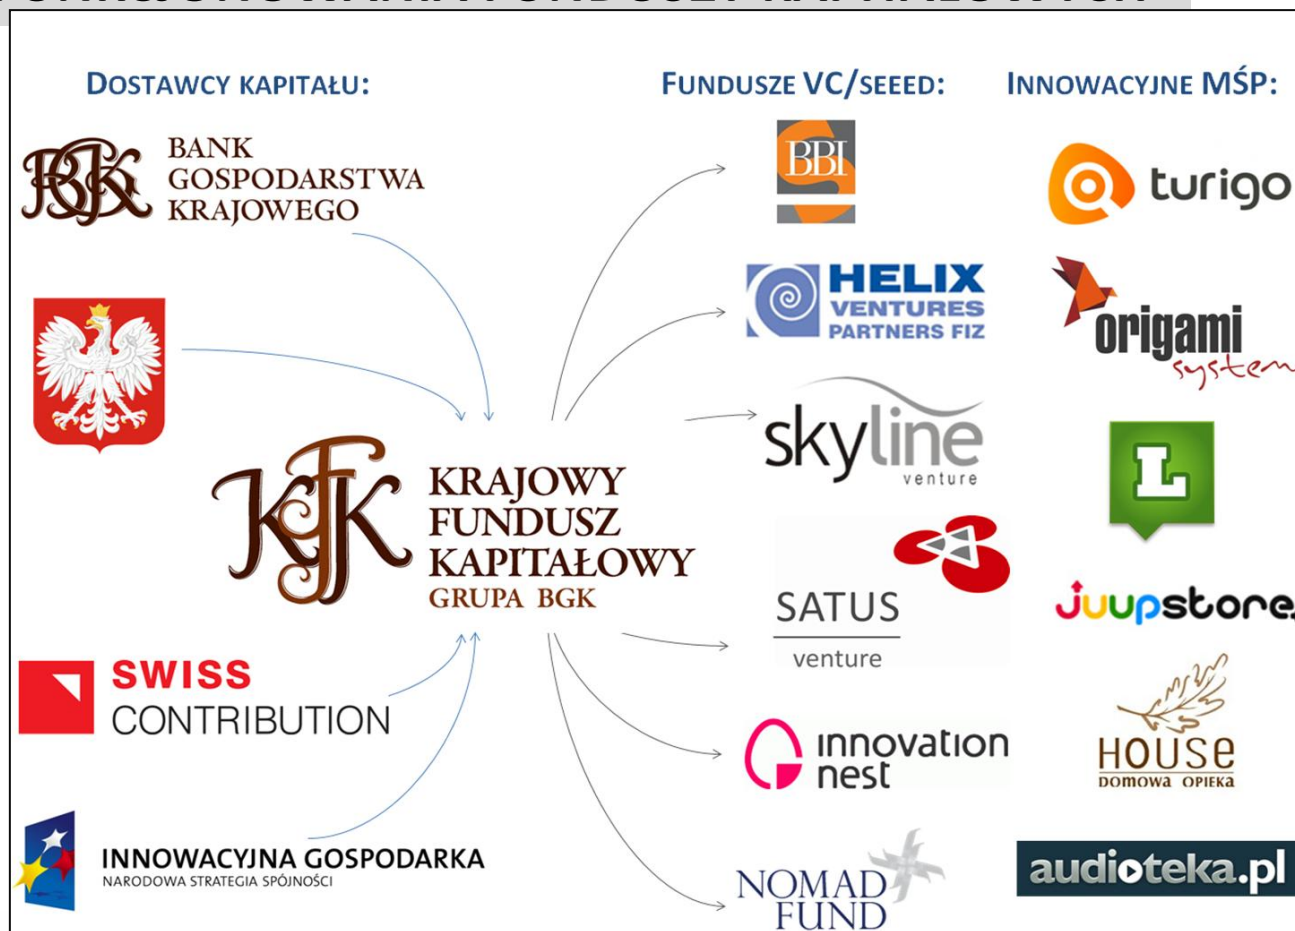 DOSTAWCY KAPITAŁU:
FUNDUSZE VC/SEEED:
INNOWACYJNE MŚP:
BGK
BANK
GOSPODARSTWA
KRAJOWEGO
BBI
turigo
HELIX
VENTURES
PARTNERS FIZ
origami
system
skyline
venture
L
KFK
KRAJOWY
FUNDUSZ
KAPITAŁOWY
GRUPA BGK
SATUS
venture
juupstore
SWISS
CONTRIBUTION
innovation
nest
HOUSE
DOMOWA OPIEKA
INNOWACYJNA GOSPODARKA
NARODOWA STRATEGIA SPÓJNOŚCI
NOMAD
FUND
audioteka.pl